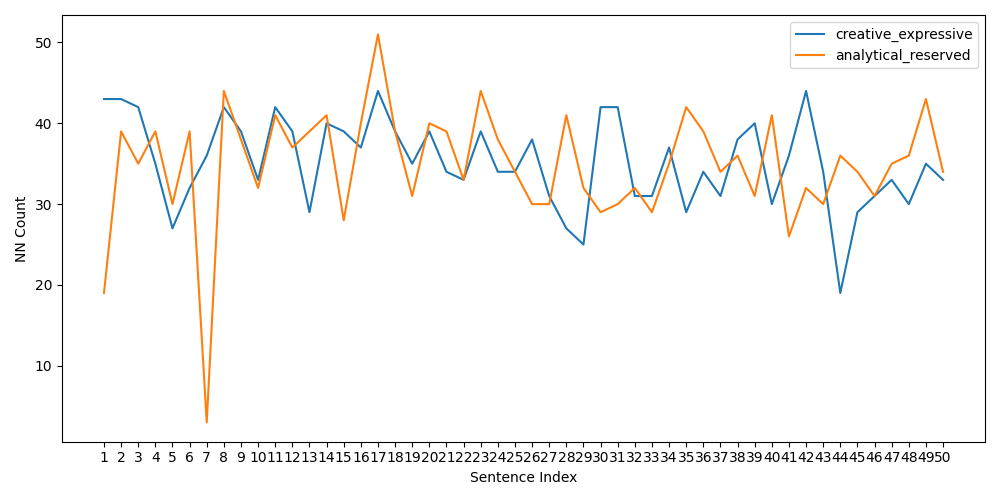 creative_expressive
analytical_reserved
50
40
30
20
10
NN Count
1 2 3 4 5 6 7 8 9 10 11 12 13 14 15 16 17 18 19 20 21 22 23 24 25 26 27 28 29 30 31 32 33 34 35 36 37 38 39 40 41 42 43 44 45 46 47 48 49 50
Sentence Index